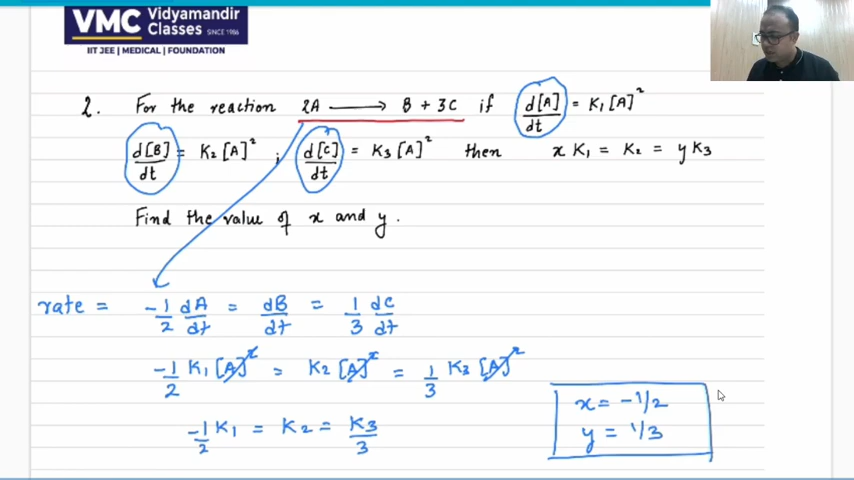 VMC Vidyamandir
Classes SINCE 1986
IIT JEE | MEDICAL | FOUNDATION
2. For the reaction 2A ⟶ B + 3C if d[A]/dt = K₁[A]²
d[B]/dt = K₂[A]² ; d[C]/dt = K₃[A]² then x K₁ = K₂ = y K₃
Find the value of x and y.
rate = -1/2 dA/dt = dB/dt = 1/3 dC/dt
-1/2 K₁[A]² = K₂[A]² = 1/3 K₃[A]²
-1/2 K₁ = K₂ = K₃/3
x = -1/2
y = 1/3